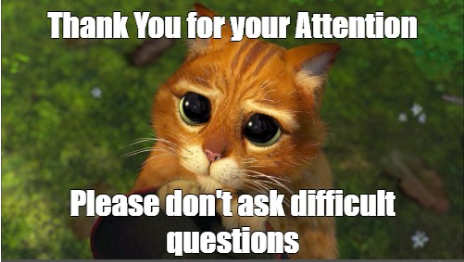 Thank You for your Attention
Please don't ask difficult
questions